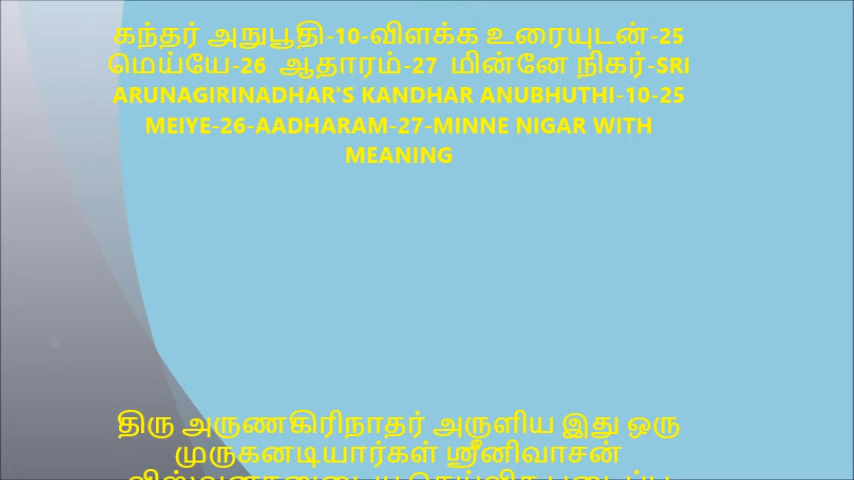 கந்தர் அநுபூதி-10-விளக்க உரையுடன்-25
மெய்யே-26 ஆதாரம்-27 மின்னே நிகர்-SRI
ARUNAGIRINADHAR'S KANDHAR ANUBHUTHI-10-25
MEIYE-26-AADHARAM-27-MINNE NIGAR WITH
MEANING
திரு அருணகிரிநாதர் அருளிய இது ஒரு
முருகனடியார்கள் ஸ்ரீனிவாசன்